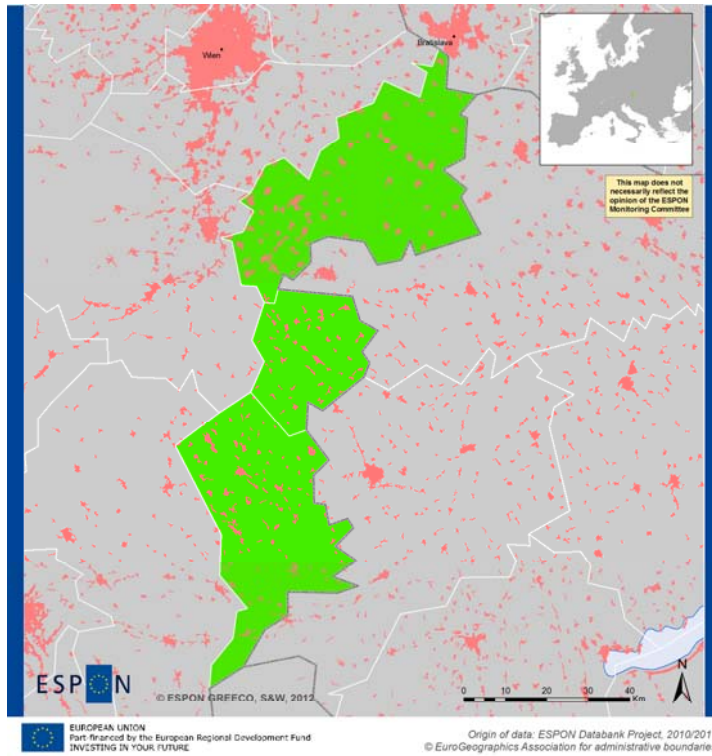 Wien
Bratislava
This map does not
necessarily reflect the
opinion of the ESPON
Monitoring Committee
ESPON
© ESPON GREECO, S&W, 2012
N
0 5 10 20 30 40
Km
EUROPEAN UNION
Part-financed by the European Regional Development Fund
INVESTING IN YOUR FUTURE
Origin of data: ESPON Databank Project, 2010/201
© EuroGeographics Association for administrative boundarie